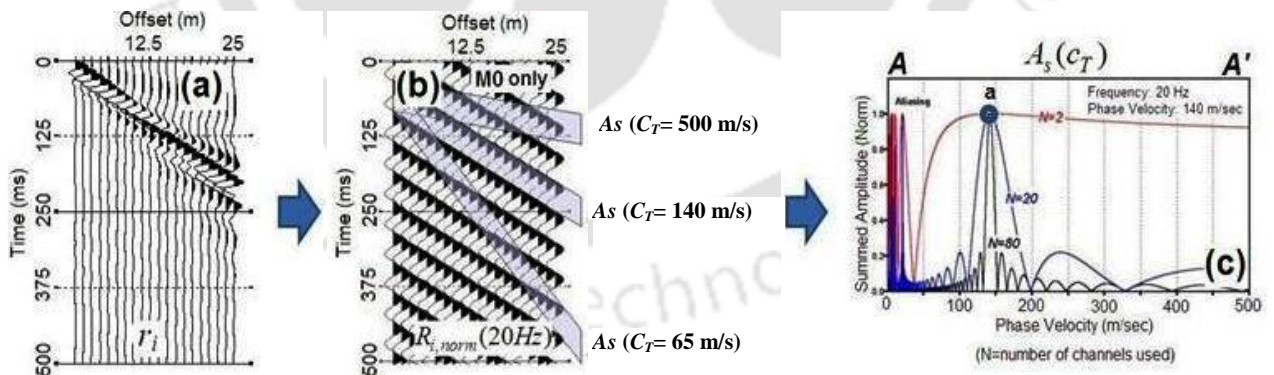 Offset (m)
12.5 25
(a)
0
125
250
375
500
Time (ms)
r_i
Offset (m)
12.5 25
M0 only
(b)
0
125
250
375
500
Time (ms)
R_{i,norm}(20Hz)
As (C_T= 500 m/s)
As (C_T= 140 m/s)
As (C_T= 65 m/s)
A A_s(c_T) A'
a
Aliasing
Frequency: 20 Hz
Phase Velocity: 140 m/sec
N=2
N=20
N=80
(c)
Summed Amplitude (Norm)
1.0
0.8
0.6
0.4
0.2
0.0
0 100 200 300 400 500
Phase Velocity (m/sec)
(N=number of channels used)
techno